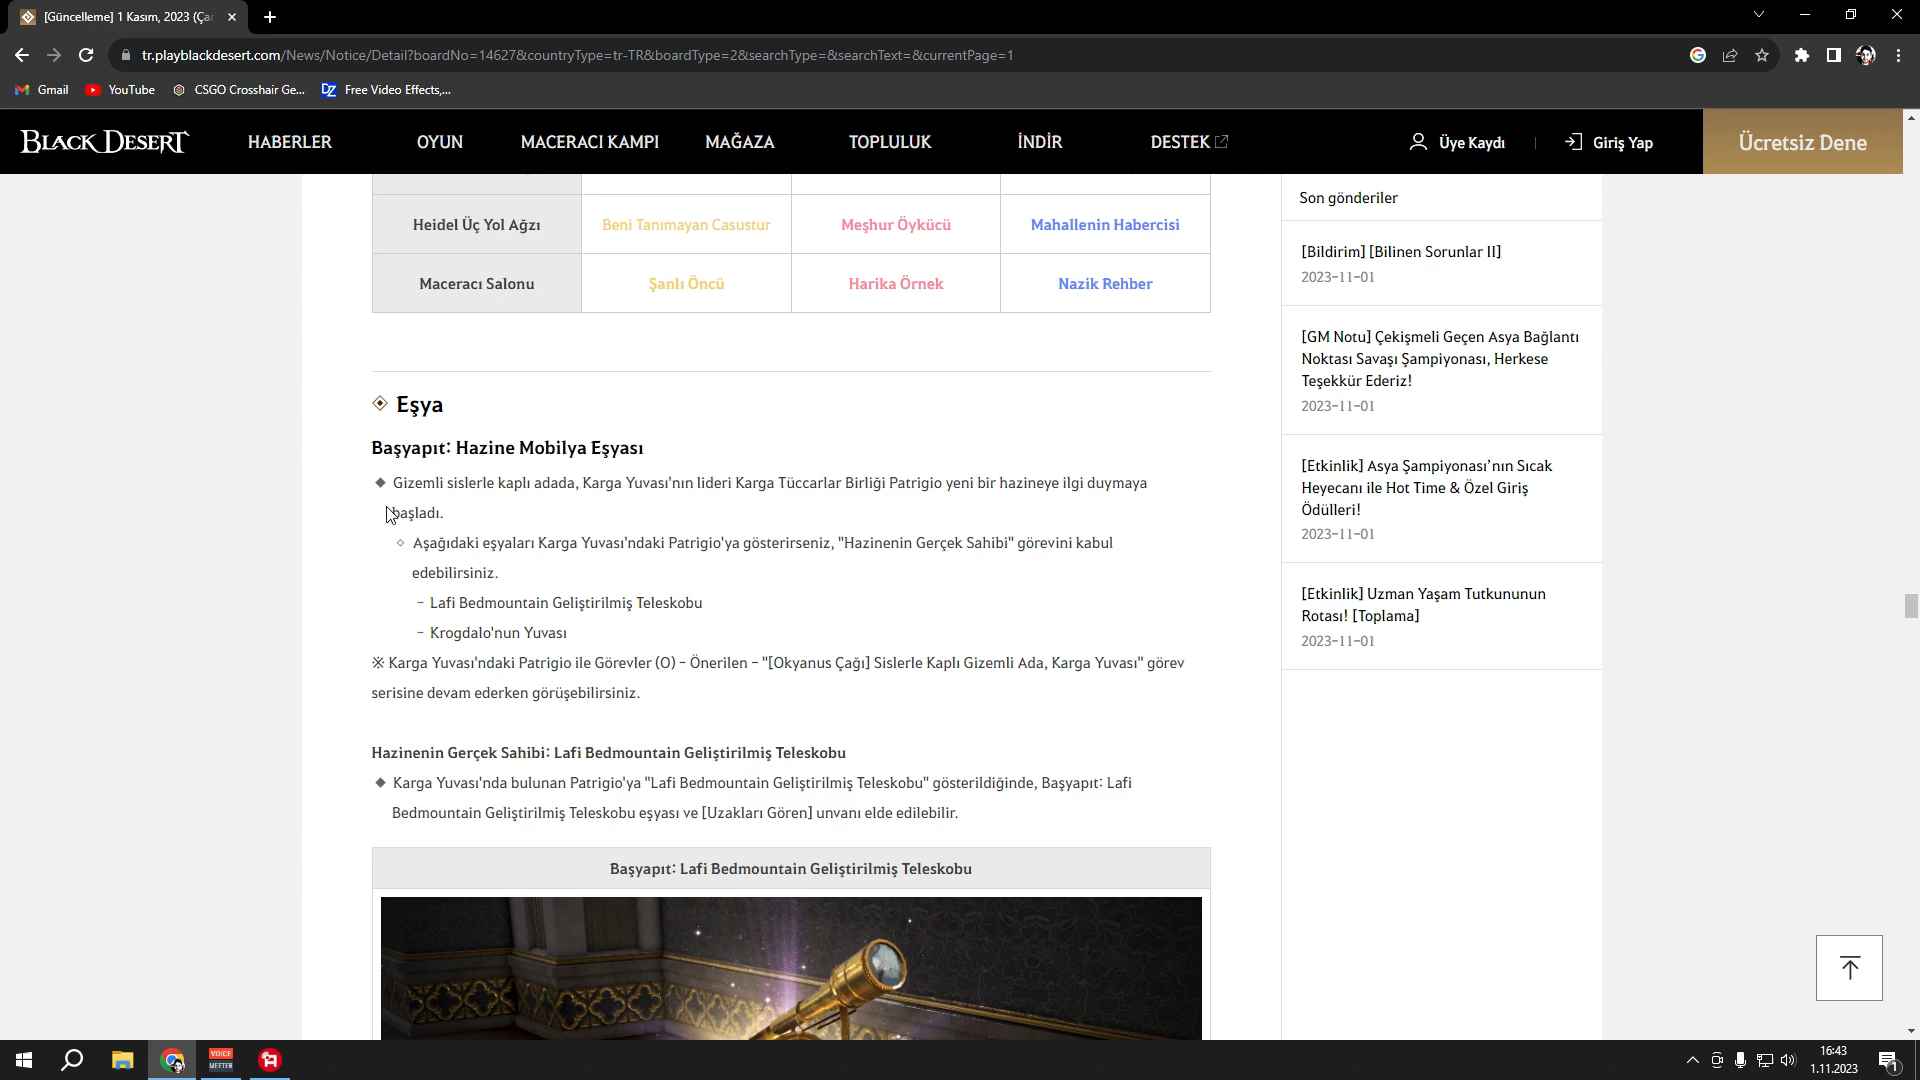 [Güncelleme] 1 Kasım, 2023 (Çar
tr.playblackdesert.com/News/Notice/Detail?boardNo=14627&countryType=tr-TR&boardType=2&searchType=&searchText=&currentPage=1
Gmail
YouTube
CSGO Crosshair Ge...
Free Video Effects,...
BLACK DESERT
HABERLER
OYUN
MACERACI KAMPI
MAĞAZA
TOPLULUK
İNDİR
DESTEK
Üye Kaydı
Giriş Yap
Ücretsiz Dene
Heidel Üç Yol Ağzı
Beni Tanımayan Casustur
Meşhur Öykücü
Mahallenin Habercisi
Maceracı Salonu
Şanlı Öncü
Harika Örnek
Nazik Rehber
Eşya
Başyapıt: Hazine Mobilya Eşyası
Gizemli sislerle kaplı adada, Karga Yuvası'nın lideri Karga Tüccarlar Birliği Patrigio yeni bir hazineye ilgi duymaya
başladı.
Aşağıdaki eşyaları Karga Yuvası'ndaki Patrigio'ya gösterirseniz, "Hazinenin Gerçek Sahibi" görevini kabul
edebilirsiniz.
- Lafi Bedmountain Geliştirilmiş Teleskobu
- Krogdalo'nun Yuvası
※ Karga Yuvası'ndaki Patrigio ile Görevler (O) - Önerilen - "[Okyanus Çağı] Sislerle Kaplı Gizemli Ada, Karga Yuvası" görev
serisine devam ederken görüşebilirsiniz.
Hazinenin Gerçek Sahibi: Lafi Bedmountain Geliştirilmiş Teleskobu
Karga Yuvası'nda bulunan Patrigio'ya "Lafi Bedmountain Geliştirilmiş Teleskobu" gösterildiğinde, Başyapıt: Lafi
Bedmountain Geliştirilmiş Teleskobu eşyası ve [Uzakları Gören] unvanı elde edilebilir.
Başyapıt: Lafi Bedmountain Geliştirilmiş Teleskobu
Son gönderiler
[Bildirim] [Bilinen Sorunlar II]
2023-11-01
[GM Notu] Çekişmeli Geçen Asya Bağlantı
Noktası Savaşı Şampiyonası, Herkese
Teşekkür Ederiz!
2023-11-01
[Etkinlik] Asya Şampiyonası'nın Sıcak
Heyecanı ile Hot Time & Özel Giriş
Ödülleri!
2023-11-01
[Etkinlik] Uzman Yaşam Tutkununun
Rotası! [Toplama]
2023-11-01
VOICE
MEETER
16:43
1.11.2023
1